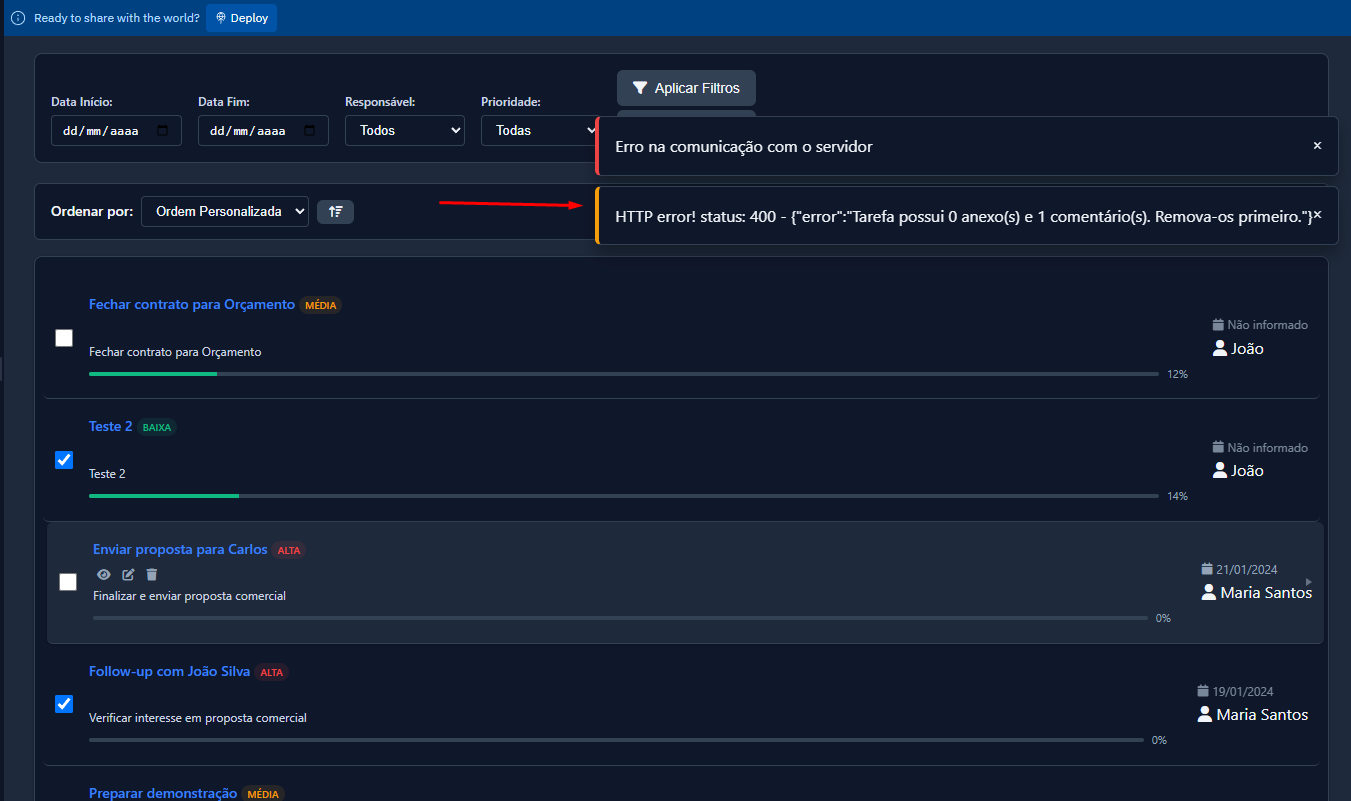 Ready to share with the world? Deploy
Aplicar Filtros
Data Início: Data Fim: Responsável: Prioridade:
dd/mm/aaaa dd/mm/aaaa Todos Todas
Erro na comunicação com o servidor ×
Ordenar por: Ordem Personalizada
HTTP error! status: 400 - {"error":"Tarefa possui 0 anexo(s) e 1 comentário(s). Remova-os primeiro."} ×
Fechar contrato para Orçamento MÉDIA
Não informado
João
Fechar contrato para Orçamento
12%
Teste 2 BAIXA
Não informado
João
Teste 2
14%
Enviar proposta para Carlos ALTA
21/01/2024
Maria Santos
Finalizar e enviar proposta comercial
0%
Follow-up com João Silva ALTA
19/01/2024
Maria Santos
Verificar interesse em proposta comercial
0%
Preparar demonstração MÉDIA